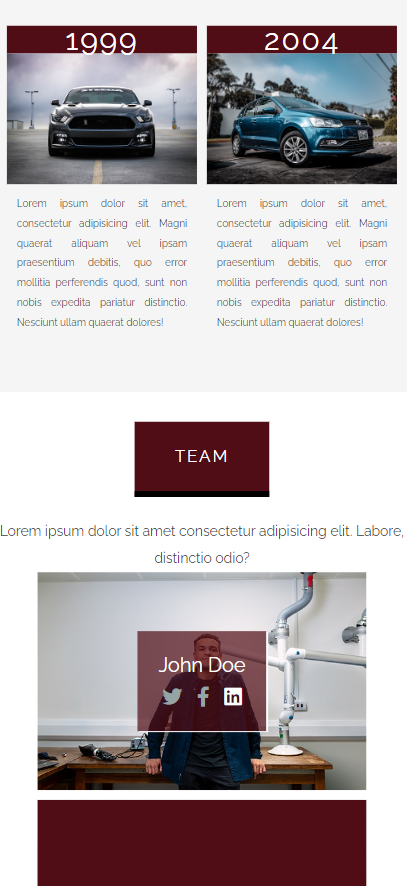 1999
2004
Lorem ipsum dolor sit amet,
consectetur adipisicing elit. Magni
quaerat aliquam vel ipsam
praesentium debitis, quo error
mollitia perferendis quod, sunt non
nobis expedita pariatur distinctio.
Nesciunt ullam quaerat dolores!
Lorem ipsum dolor sit amet,
consectetur adipisicing elit. Magni
quaerat aliquam vel ipsam
praesentium debitis, quo error
mollitia perferendis quod, sunt non
nobis expedita pariatur distinctio.
Nesciunt ullam quaerat dolores!
TEAM
Lorem ipsum dolor sit amet consectetur adipisicing elit. Labore,
distinctio odio?
John Doe